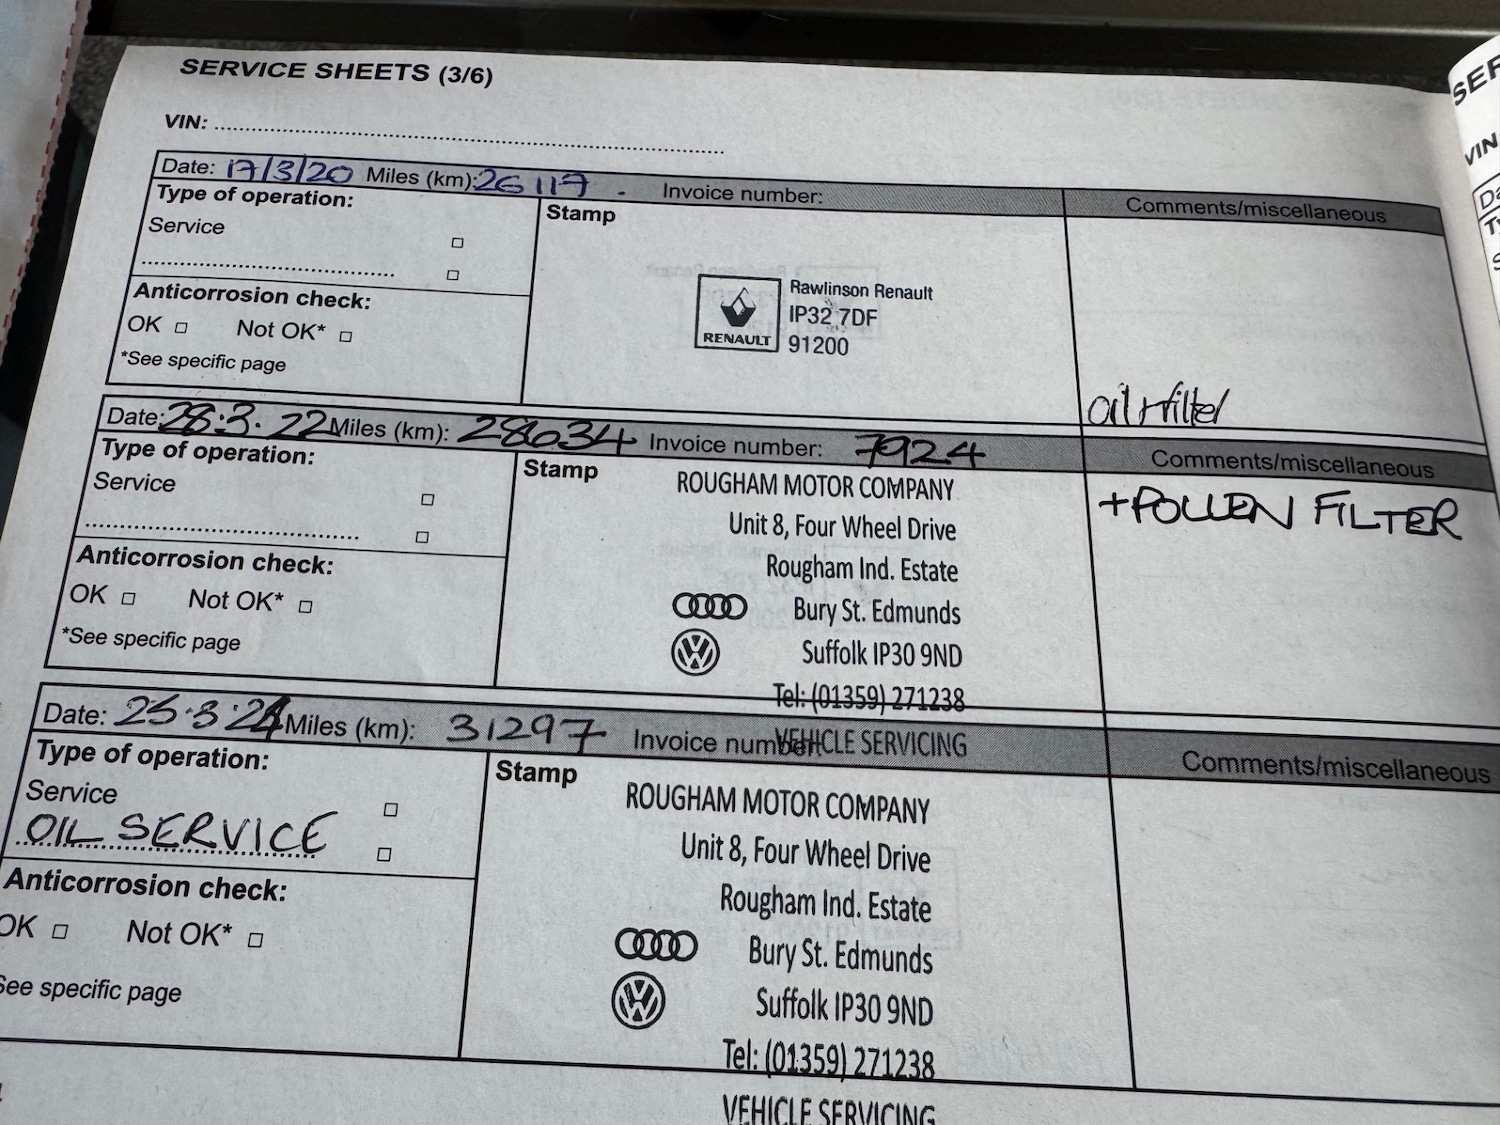 SERVICE SHEETS (3/6)
VIN: ........................................
Date: 17/3/20 Miles (km): 26117 . Invoice number:
Comments/miscellaneous
Type of operation:
Service □
........................................ □
Anticorrosion check:
OK □ Not OK* □
*See specific page
Stamp
RENAULT
Rawlinson Renault
IP32 7DF
91200
oil + filter
Date: 28.3.22 Miles (km): 28634 Invoice number: 7924
Comments/miscellaneous
Type of operation:
Service □
........................................ □
Anticorrosion check:
OK □ Not OK* □
*See specific page
Stamp
ROUGHAM MOTOR COMPANY
Unit 8, Four Wheel Drive
Rougham Ind. Estate
Bury St. Edmunds
Suffolk IP30 9ND
Tel: (01359) 271238
VEHICLE SERVICING
+POLLEN FILTER
Date: 25.3.24 Miles (km): 31297 Invoice number:
Comments/miscellaneous
Type of operation:
Service □
OIL SERVICE □
Anticorrosion check:
OK □ Not OK* □
See specific page
Stamp
ROUGHAM MOTOR COMPANY
Unit 8, Four Wheel Drive
Rougham Ind. Estate
Bury St. Edmunds
Suffolk IP30 9ND
Tel: (01359) 271238
VEHICLE SERVICING
SER
VIN